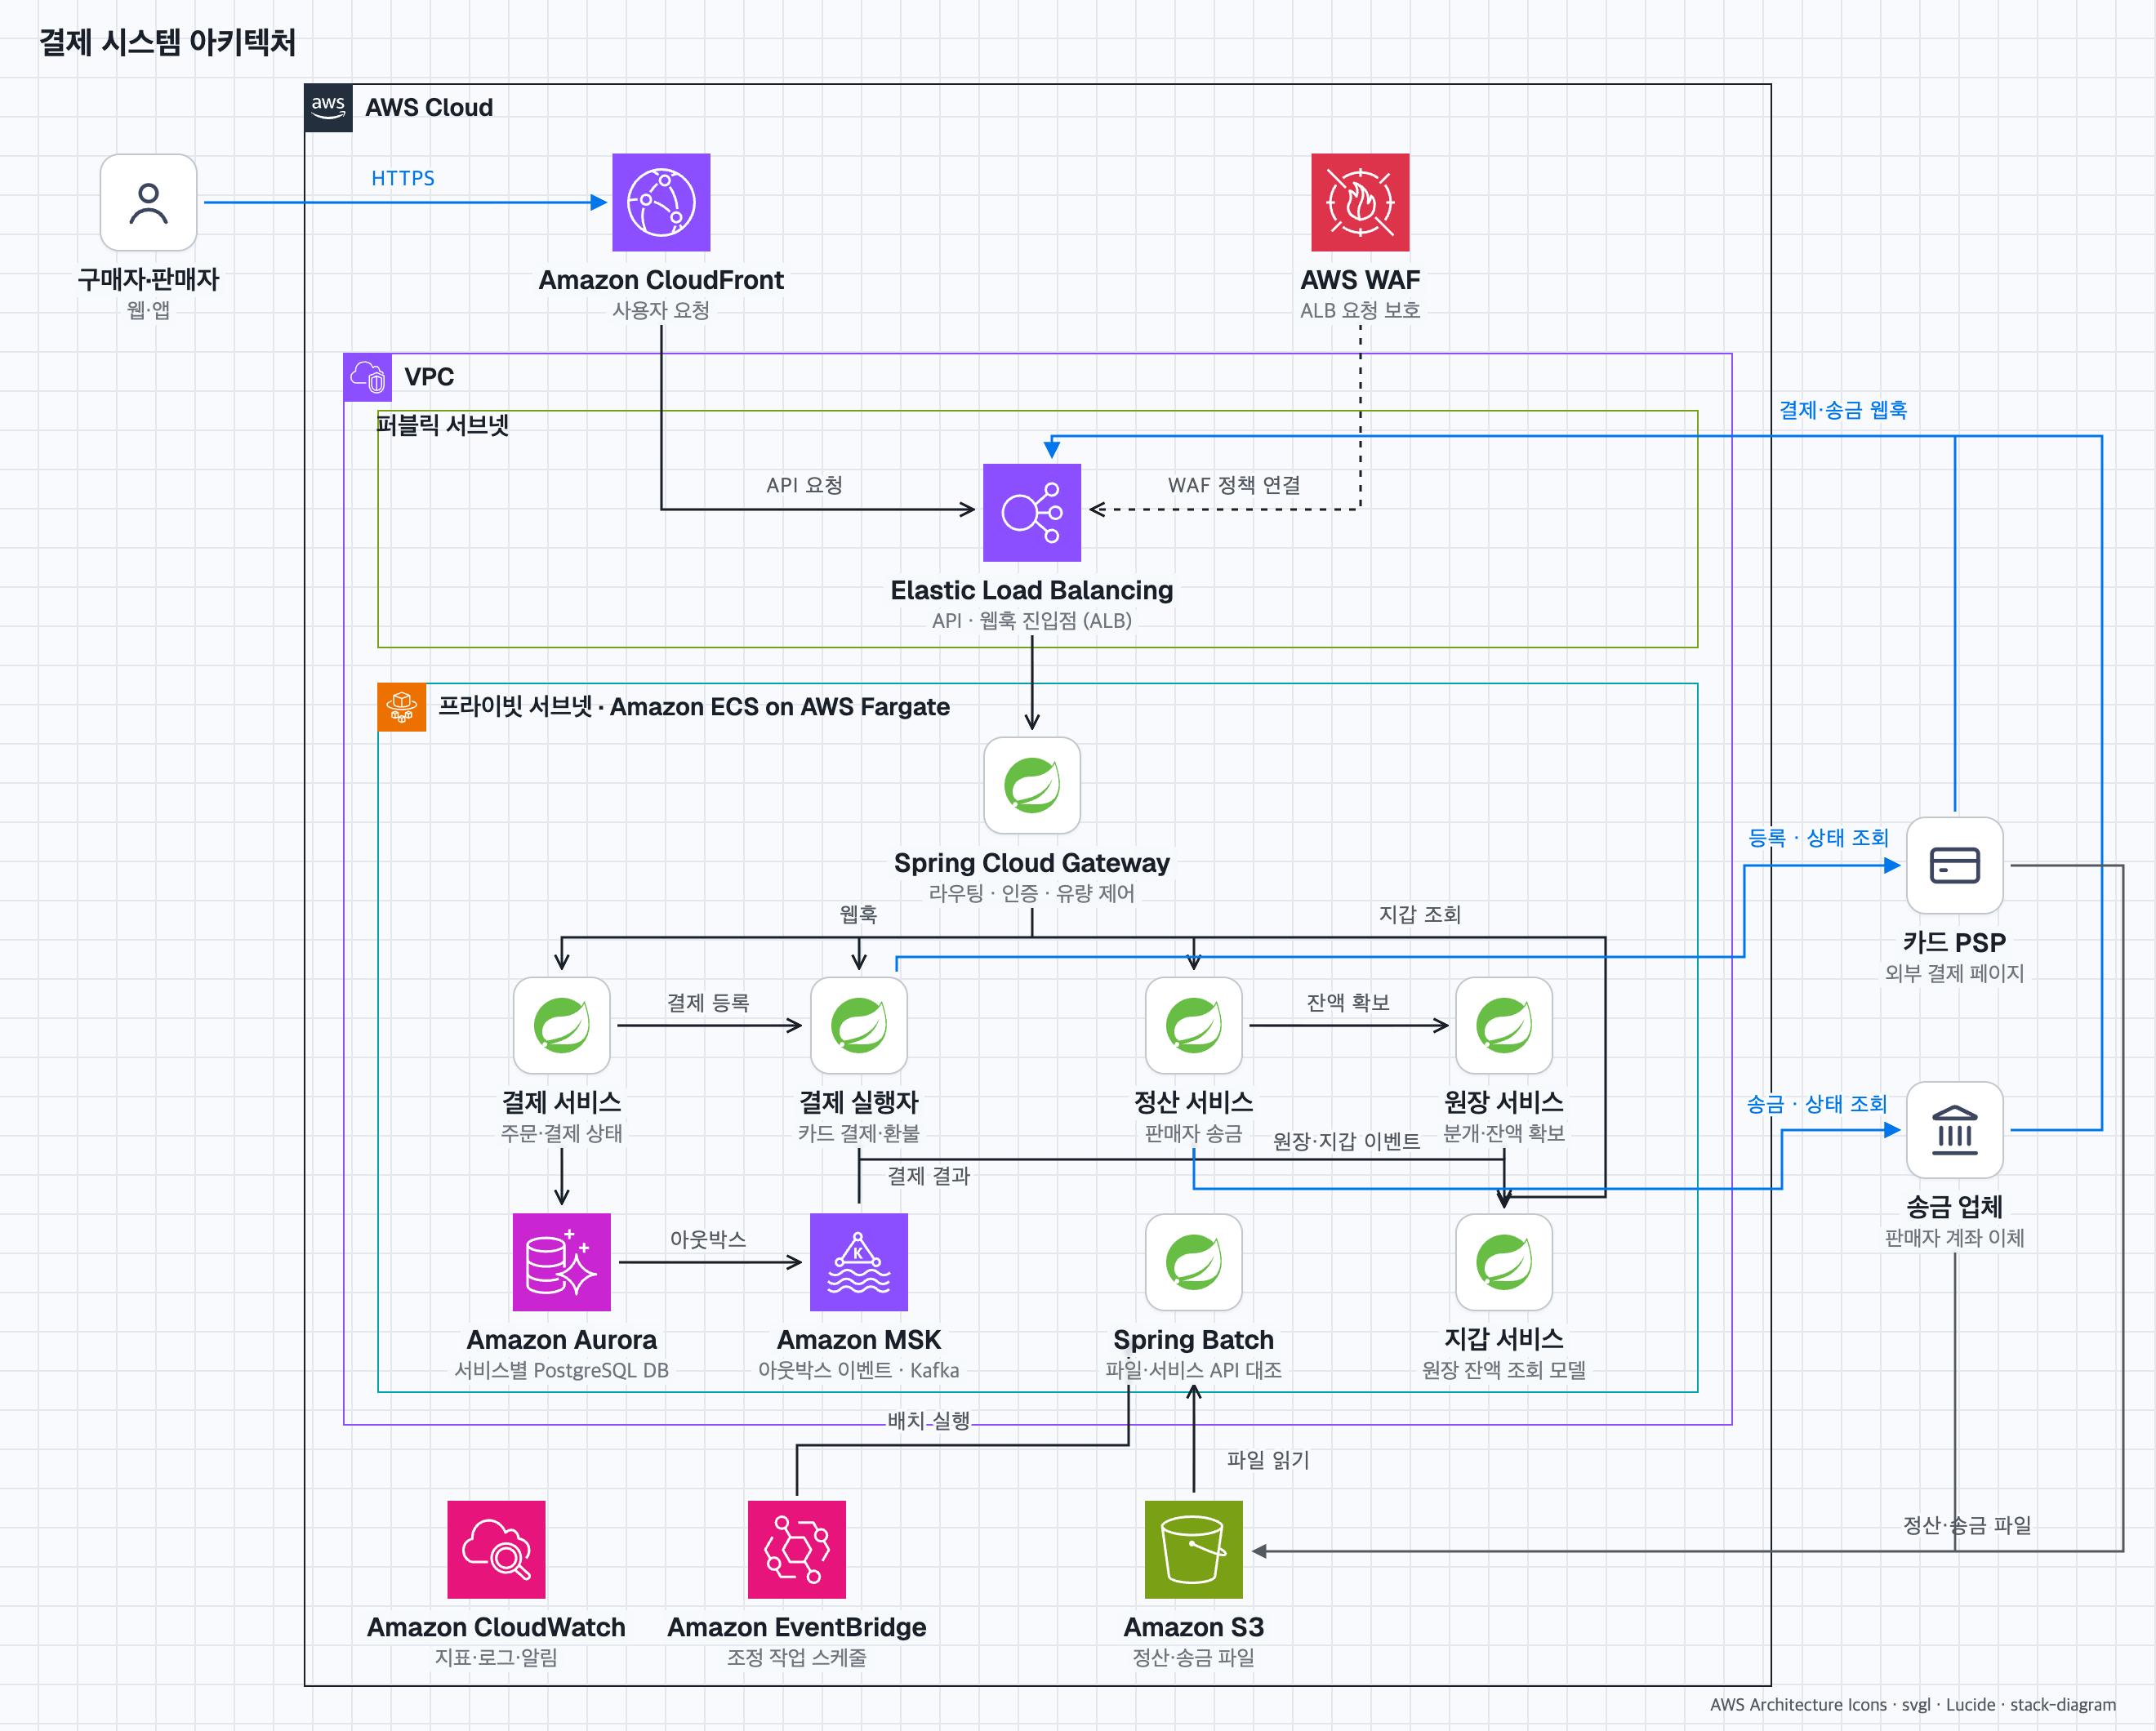 결제 시스템 아키텍처
aws
AWS Cloud
HTTPS
구매자·판매자
웹·앱
Amazon CloudFront
사용자 요청
AWS WAF
ALB 요청 보호
VPC
퍼블릭 서브넷
결제·송금 웹훅
API 요청
WAF 정책 연결
Elastic Load Balancing
API · 웹훅 진입점 (ALB)
프라이빗 서브넷 · Amazon ECS on AWS Fargate
Spring Cloud Gateway
라우팅 · 인증 · 유량 제어
등록 · 상태 조회
카드 PSP
외부 결제 페이지
웹훅
지갑 조회
결제 등록
잔액 확보
결제 서비스
주문·결제 상태
결제 실행자
카드 결제·환불
정산 서비스
판매자 송금
원장 서비스
분개·잔액 확보
송금 · 상태 조회
송금 업체
판매자 계좌 이체
원장·지갑 이벤트
결제 결과
아웃박스
K
Amazon Aurora
서비스별 PostgreSQL DB
Amazon MSK
아웃박스 이벤트 · Kafka
Spring Batch
파일·서비스 API 대조
지갑 서비스
원장 잔액 조회 모델
배치 실행
파일 읽기
정산·송금 파일
Amazon CloudWatch
지표·로그·알림
Amazon EventBridge
조정 작업 스케줄
Amazon S3
정산·송금 파일
AWS Architecture Icons · svgl · Lucide · stack-diagram